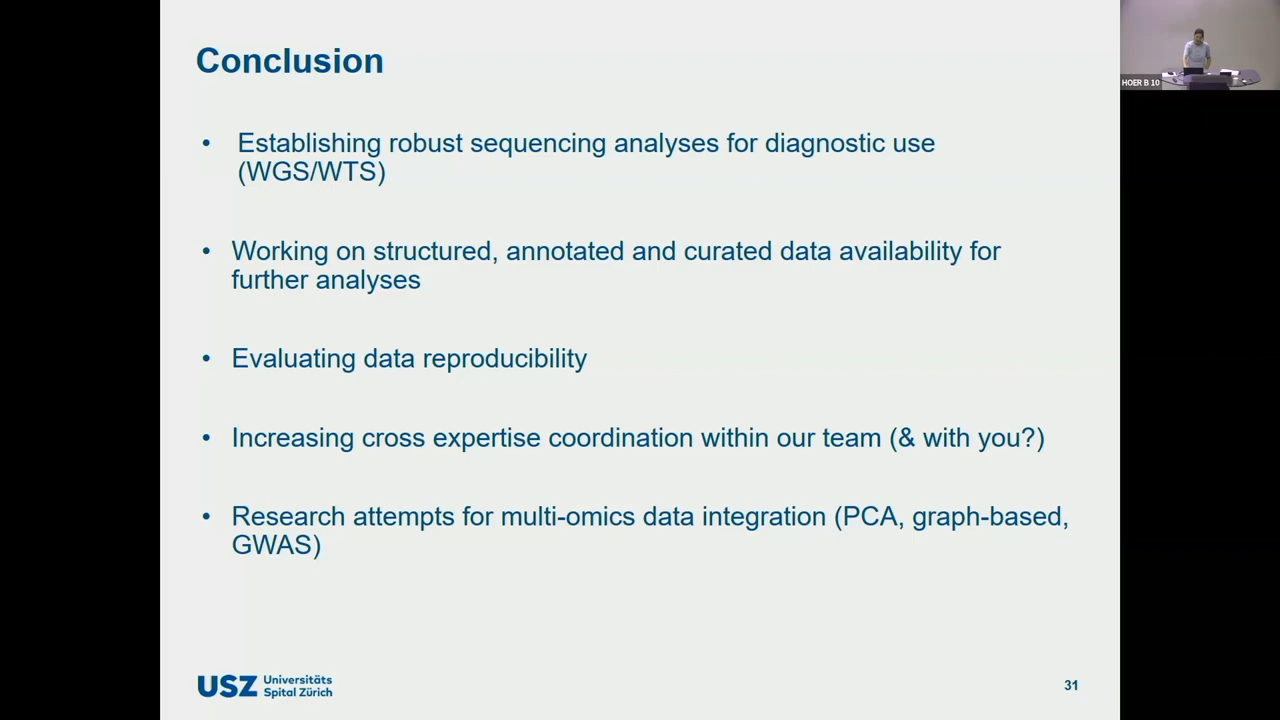 Conclusion
• Establishing robust sequencing analyses for diagnostic use
(WGS/WTS)
• Working on structured, annotated and curated data availability for
further analyses
• Evaluating data reproducibility
• Increasing cross expertise coordination within our team (& with you?)
• Research attempts for multi-omics data integration (PCA, graph-based,
GWAS)
USZ Universitäts
Spital Zürich
31
HOER B 10